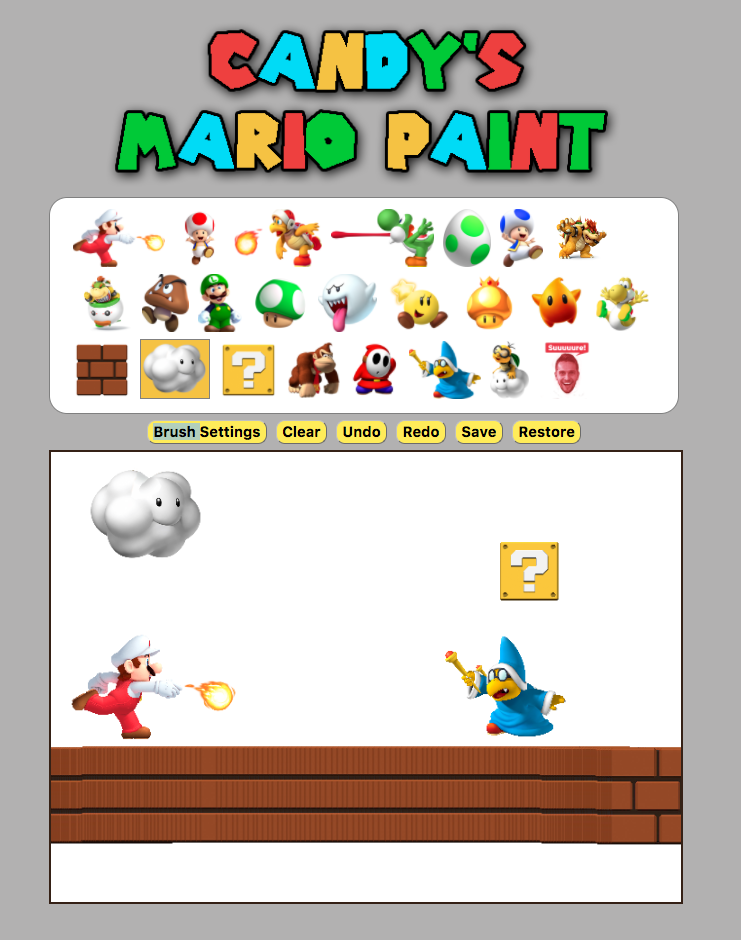 CANDY'S
MARIO PAINT
?
Suuuuure!
Brush Settings Clear Undo Redo Save Restore
?